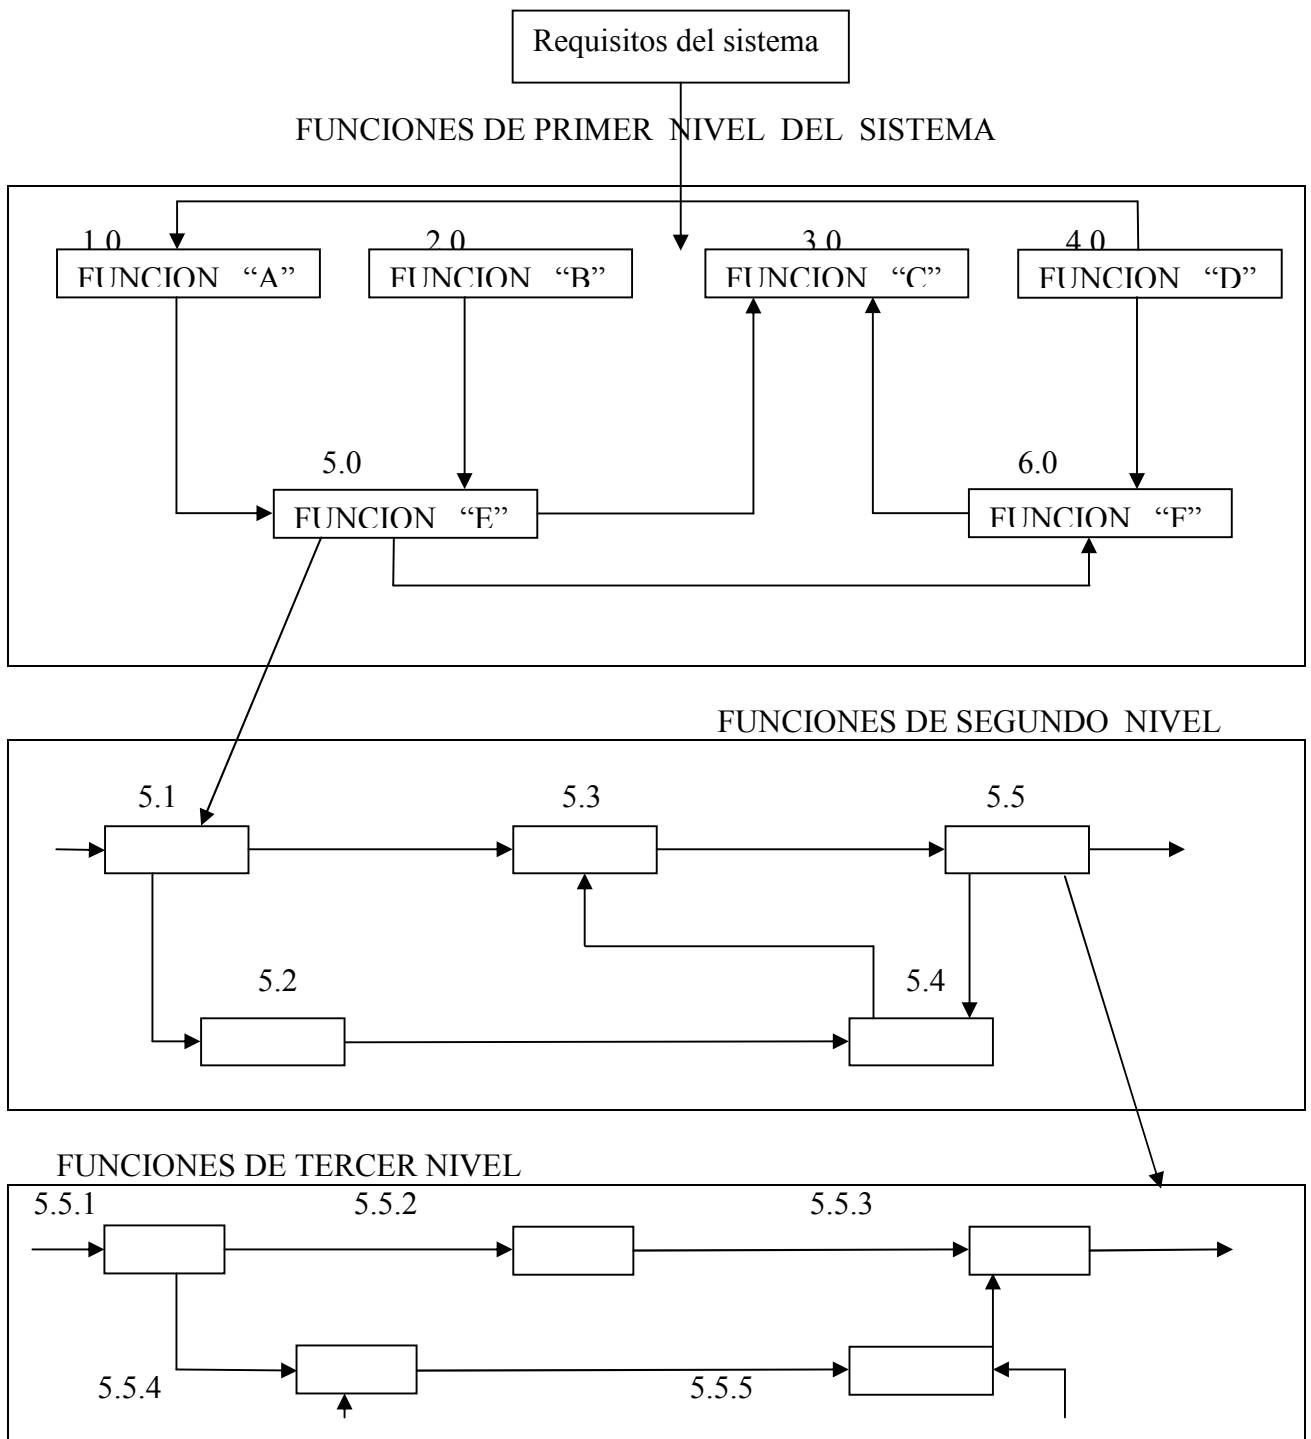 Requisitos del sistema
FUNCIONES DE PRIMER NIVEL DEL SISTEMA
1.0
2.0
3.0
4.0
FUNCION “A”
FUNCION “B”
FUNCION “C”
FUNCION “D”
5.0
6.0
FUNCION “E”
FUNCION “F”
FUNCIONES DE SEGUNDO NIVEL
5.1
5.3
5.5
5.2
5.4
FUNCIONES DE TERCER NIVEL
5.5.1
5.5.2
5.5.3
5.5.4
5.5.5